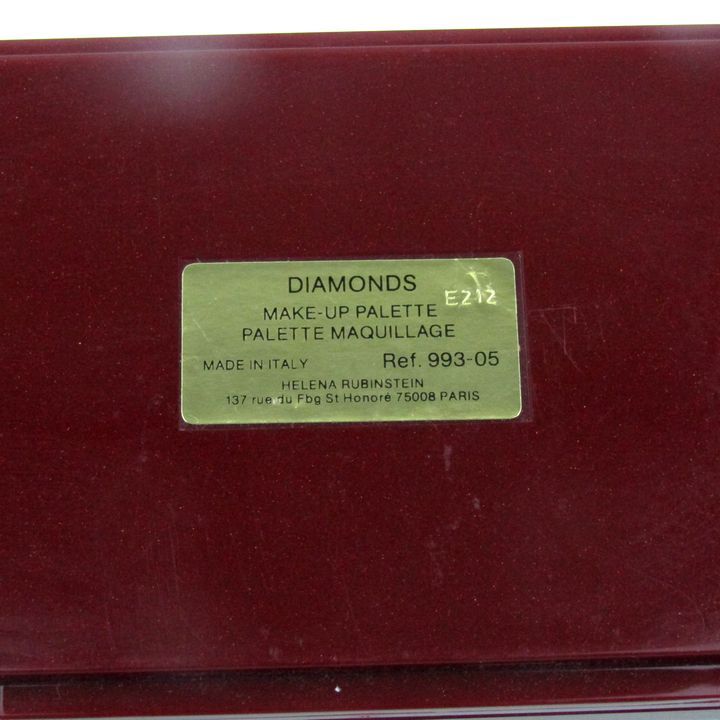 DIAMONDS
E212
MAKE-UP PALETTE
PALETTE MAQUILLAGE
MADE IN ITALY Ref. 993-05
HELENA RUBINSTEIN
137 rue du Fbg St Honoré 75008 PARIS